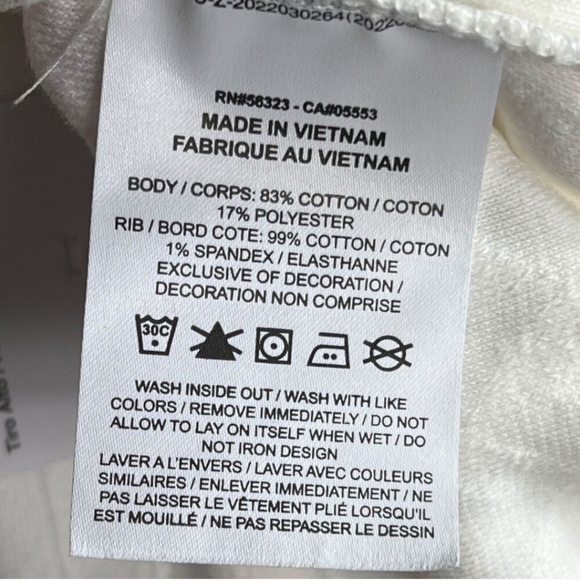 RN#56323 - CA#05553
MADE IN VIETNAM
FABRIQUE AU VIETNAM
BODY / CORPS: 83% COTTON / COTON
17% POLYESTER
RIB / BORD COTE: 99% COTTON / COTON
1% SPANDEX / ELASTHANNE
EXCLUSIVE OF DECORATION /
DECORATION NON COMPRISE
30C
WASH INSIDE OUT / WASH WITH LIKE
COLORS / REMOVE IMMEDIATELY / DO NOT
ALLOW TO LAY ON ITSELF WHEN WET / DO
NOT IRON DESIGN
LAVER A L'ENVERS / LAVER AVEC COULEURS
SIMILAIRES / ENLEVER IMMEDIATEMENT / NE
PAS LAISSER LE VÊTEMENT PLIÉ LORSQU'IL
EST MOUILLÉ / NE PAS REPASSER LE DESSIN